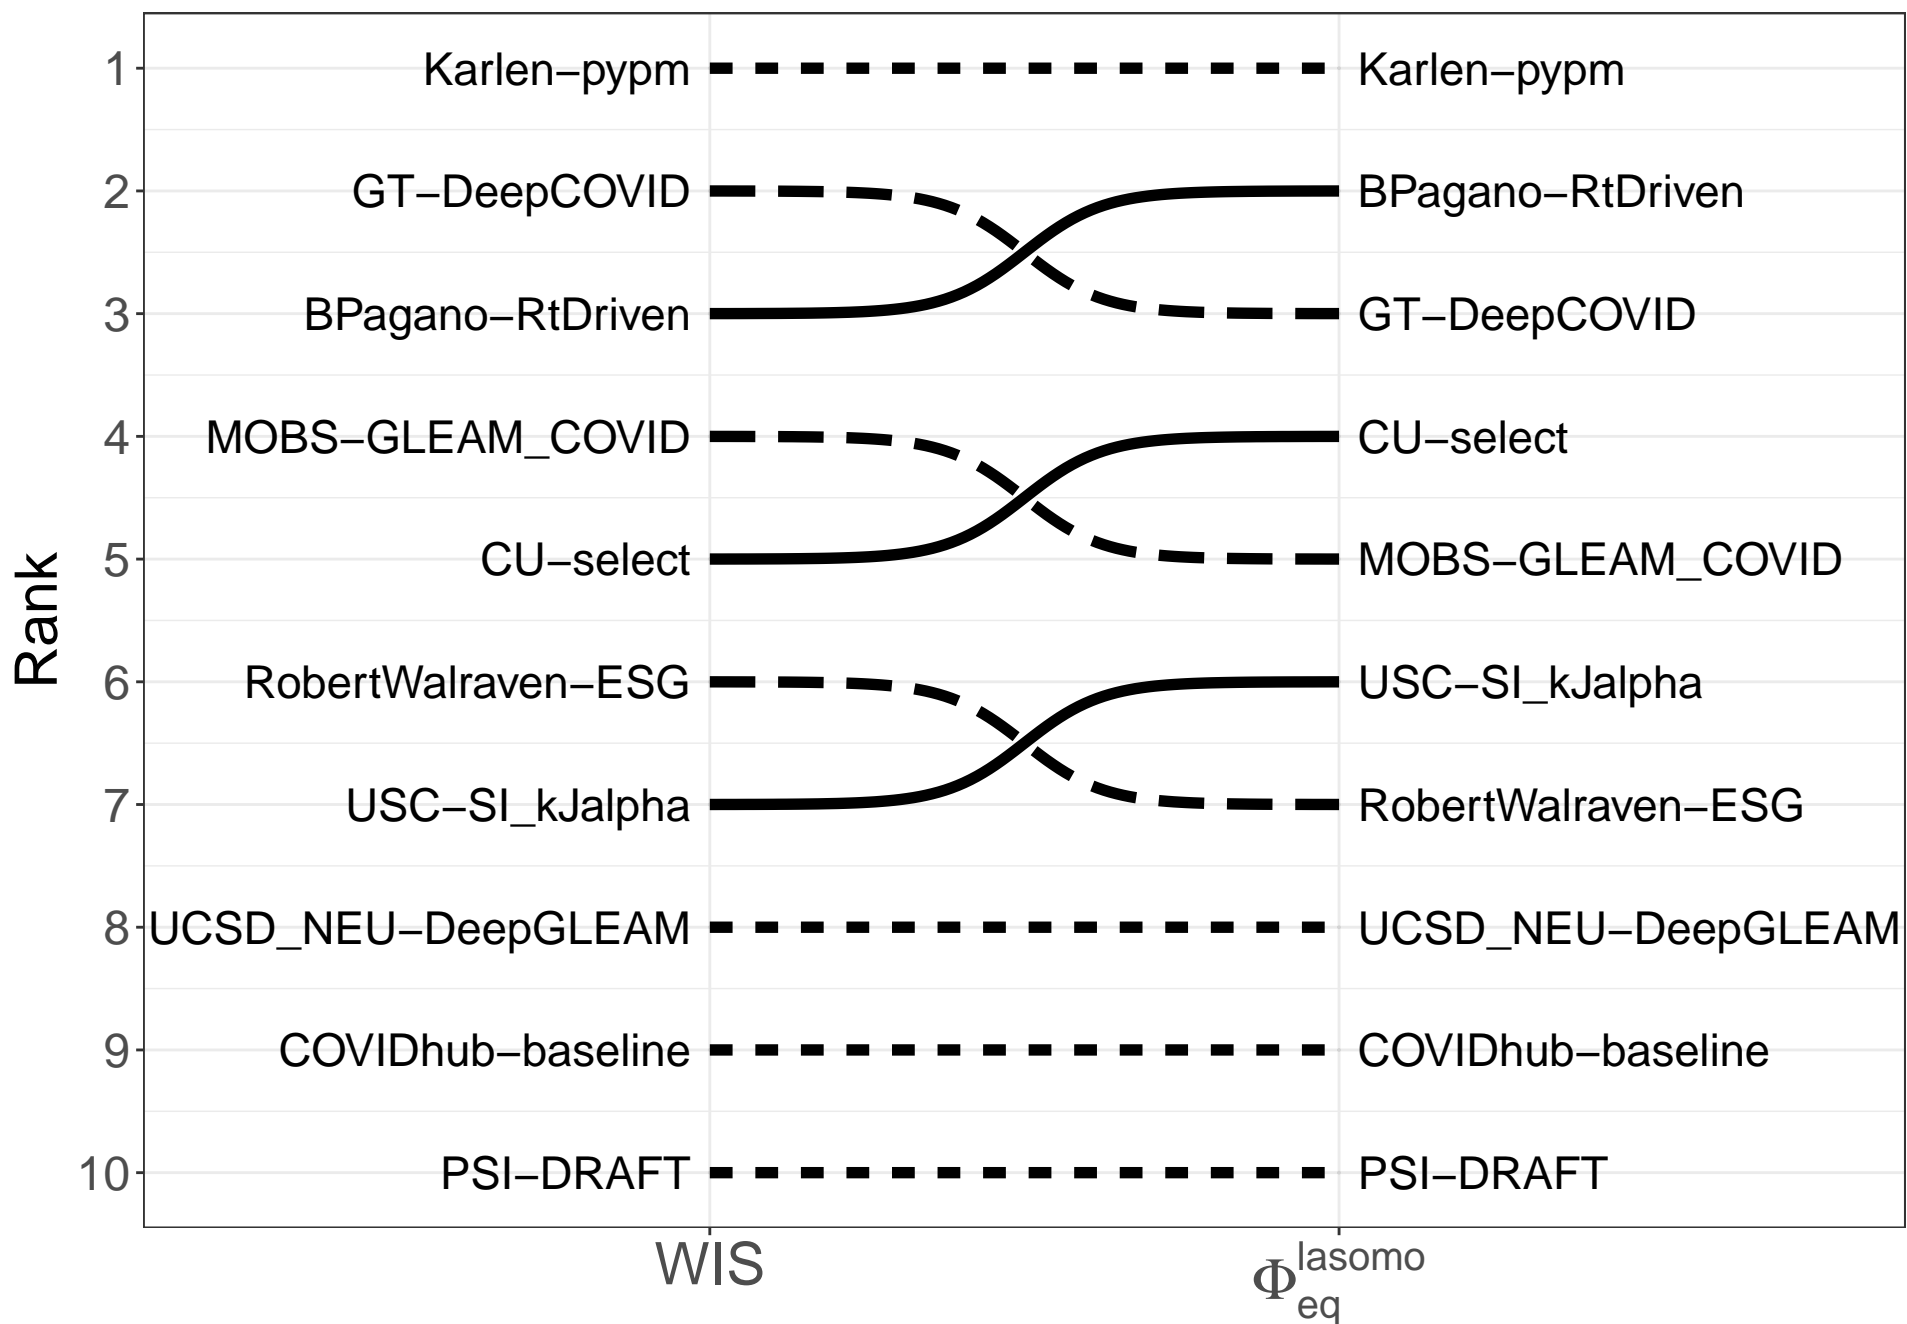 Rank
1 Karlen−pypm Karlen−pypm
2 GT−DeepCOVID BPagano−RtDriven
3 BPagano−RtDriven GT−DeepCOVID
4 MOBS−GLEAM_COVID CU−select
5 CU−select MOBS−GLEAM_COVID
6 RobertWalraven−ESG USC−SI_kJalpha
7 USC−SI_kJalpha RobertWalraven−ESG
8 UCSD_NEU−DeepGLEAM UCSD_NEU−DeepGLEAM
9 COVIDhub−baseline COVIDhub−baseline
10 PSI−DRAFT PSI−DRAFT
WIS Φ lasomo eq